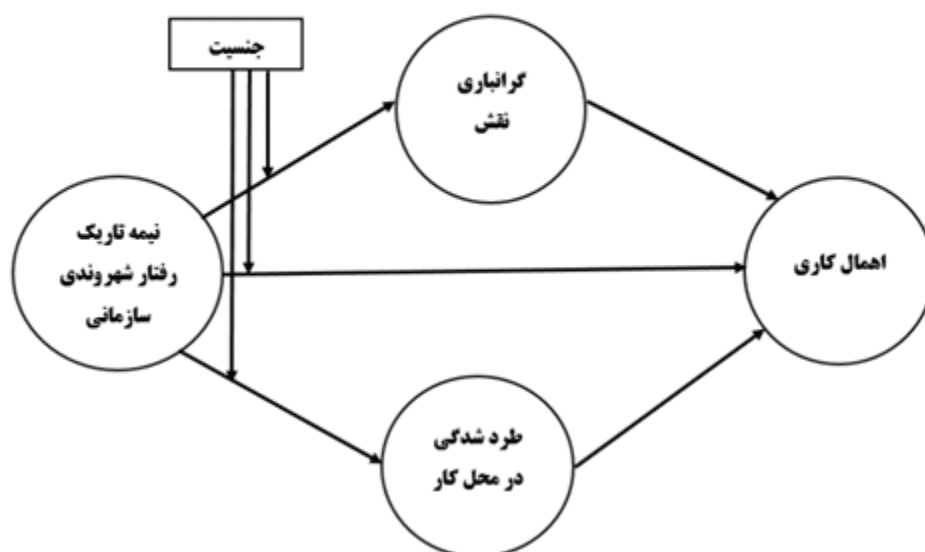 جنسیت
گرانباری
نقش
نیمه تاریک
رفتار شهروندی
سازمانی
اهمال کاری
طرد شدگی
در محل کار